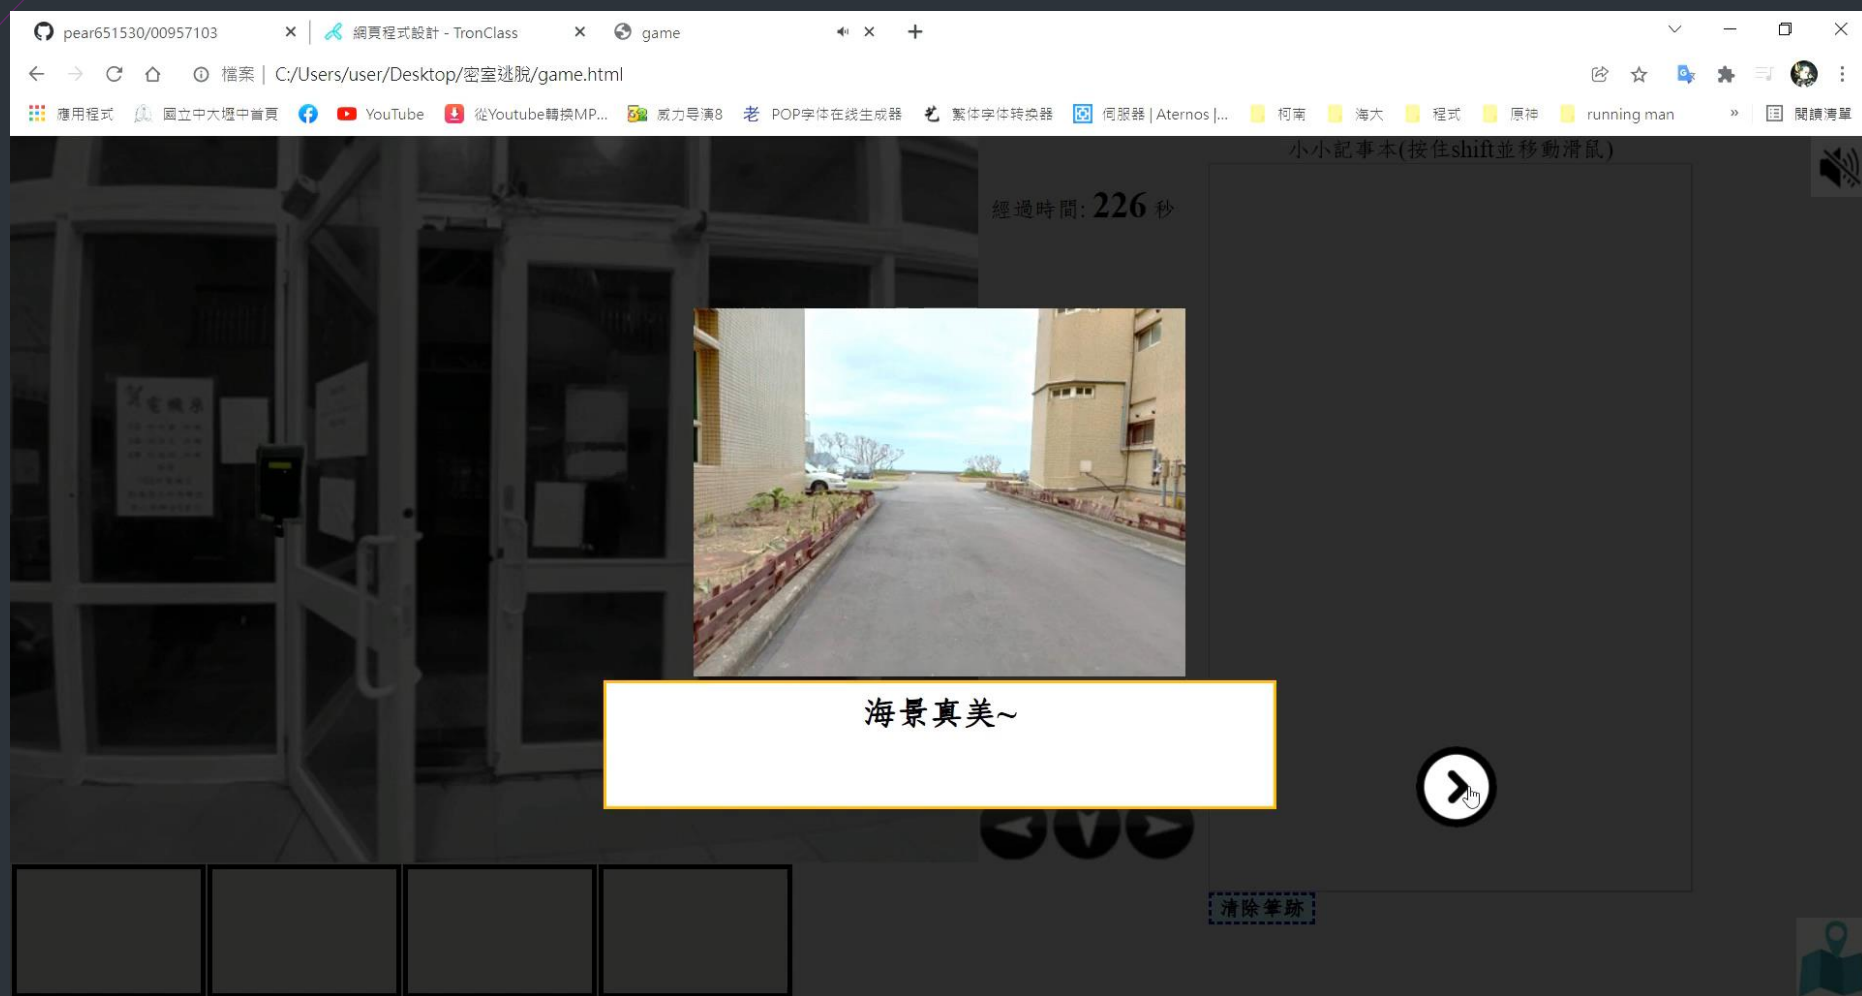 pear651530/00957103
網頁程式設計 - TronClass
game
檔案 | C:/Users/user/Desktop/密室逃脫/game.html
應用程式 國立中大壢中首頁 YouTube 從Youtube轉換MP... 威力导演8 POP字体在线生成器 繁体字体转换器 伺服器 | Aternos |... 柯南 海大 程式 原神 running man » 閱讀清單
小小記事本(按住shift並移動滑鼠)
經過時間: 226 秒
海景真美~
清除筆跡